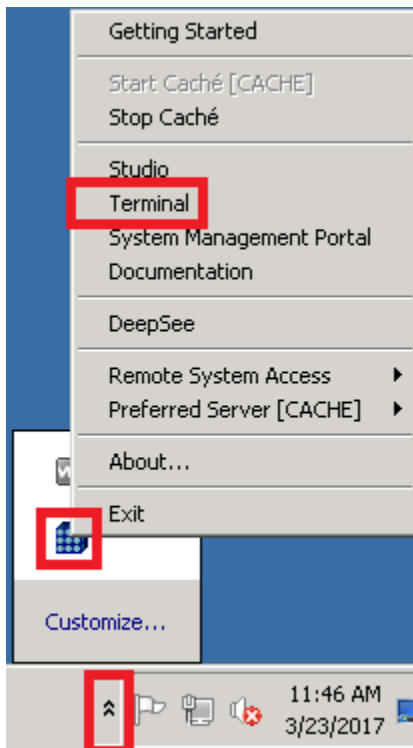 Getting Started
Start Caché [CACHE]
Stop Caché
Studio
Terminal
System Management Portal
Documentation
DeepSee
Remote System Access
Preferred Server [CACHE]
About...
Exit
Customize...
11:46 AM
3/23/2017